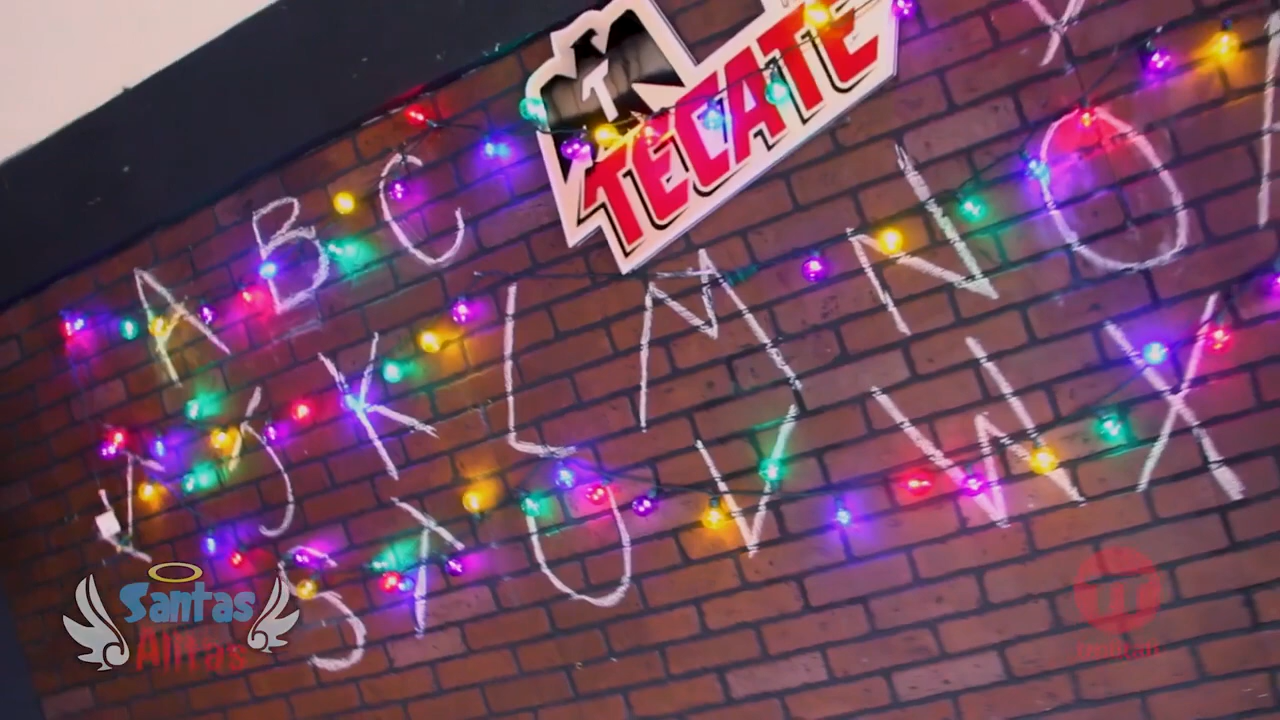 TECATE
A B C
I J K L M N O
S T U V W X
Santas
Alitas